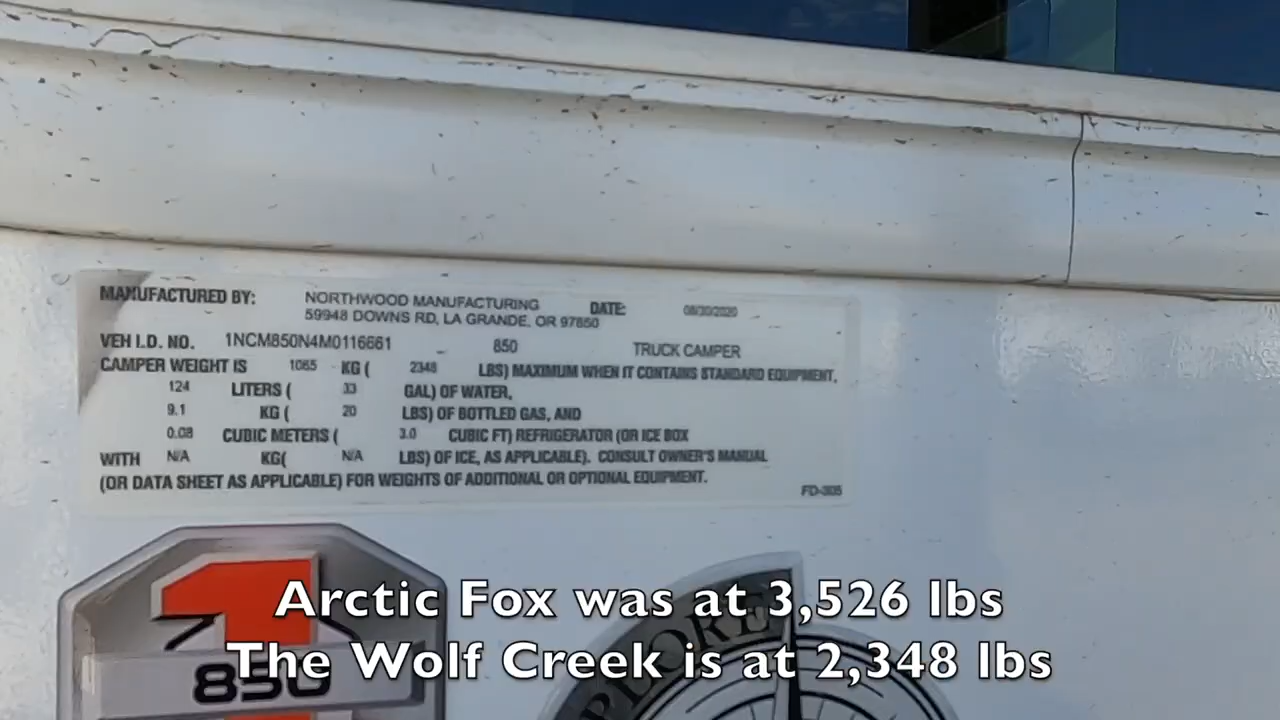 MANUFACTURED BY: NORTHWOOD MANUFACTURING DATE: 08/30/2020
59948 DOWNS RD, LA GRANDE, OR 97850
VEH I.D. NO. 1NCM850N4M0116661 - 850 TRUCK CAMPER
CAMPER WEIGHT IS 1065 KG ( 2348 LBS) MAXIMUM WHEN IT CONTAINS STANDARD EQUIPMENT,
124 LITERS ( 33 GAL) OF WATER,
9.1 KG ( 20 LBS) OF BOTTLED GAS, AND
0.08 CUBIC METERS ( 3.0 CUBIC FT) REFRIGERATOR (OR ICE BOX
WITH N/A KG( N/A LBS) OF ICE, AS APPLICABLE). CONSULT OWNER'S MANUAL
(OR DATA SHEET AS APPLICABLE) FOR WEIGHTS OF ADDITIONAL OR OPTIONAL EQUIPMENT.
FD-305
Arctic Fox was at 3,526 lbs
The Wolf Creek is at 2,348 lbs
850